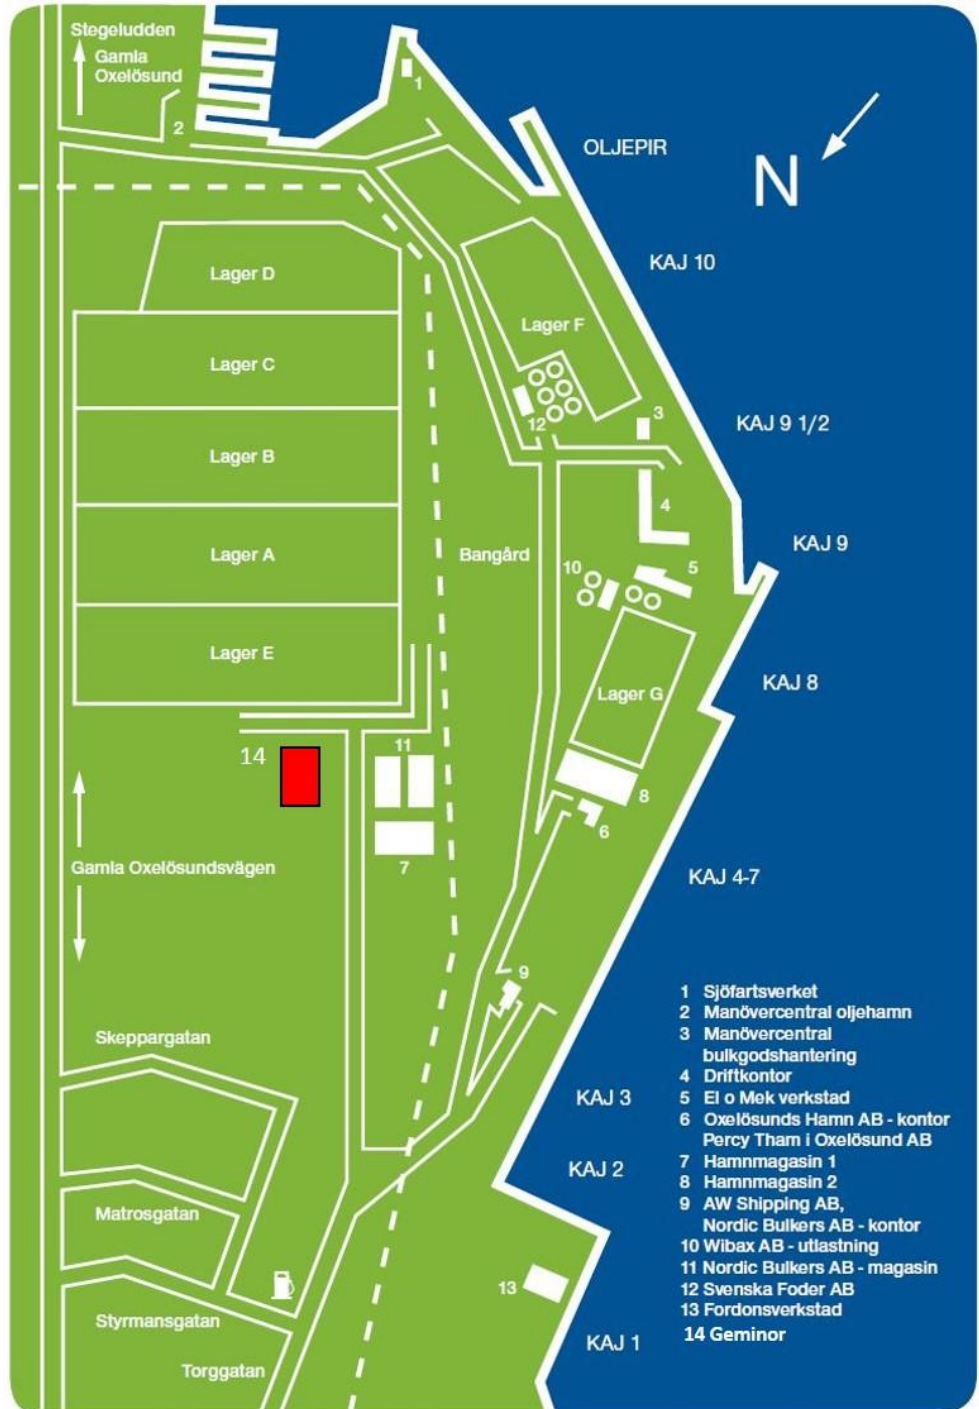 Stegeludden
Gamla
Oxelösund
2
1
OLJEPIR
N
KAJ 10
Lager D
Lager F
Lager C
12
3
KAJ 9 1/2
Lager B
4
KAJ 9
Lager A
Bangård
10
5
Lager E
Lager G
KAJ 8
14
11
8
6
7
Gamla Oxelösundsvägen
KAJ 4-7
9
Skeppargatan
KAJ 3
KAJ 2
Matrosgatan
13
Styrmansgatan
KAJ 1
Torggatan
1 Sjöfartsverket
2 Manövercentral oljehamn
3 Manövercentral
bulkgodshantering
4 Driftkontor
5 El o Mek verkstad
6 Oxelösunds Hamn AB - kontor
Percy Tham i Oxelösund AB
7 Hamnmagasin 1
8 Hamnmagasin 2
9 AW Shipping AB,
Nordic Bulkers AB - kontor
10 Wibax AB - utlastning
11 Nordic Bulkers AB - magasin
12 Svenska Foder AB
13 Fordonsverkstad
14 Geminor